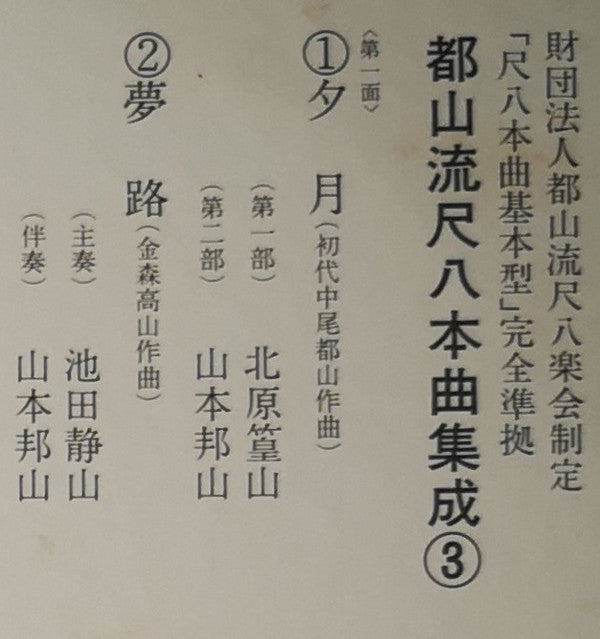 財団法人都山流尺八楽会制定
「尺八本曲基本型」完全準拠
都山流尺八本曲集成③
〈第一面〉
①夕月(初代中尾都山作曲)
(第一部) 北原篁山
(第二部) 山本邦山
②夢路(金森高山作曲)
(主奏) 池田静山
(伴奏) 山本邦山